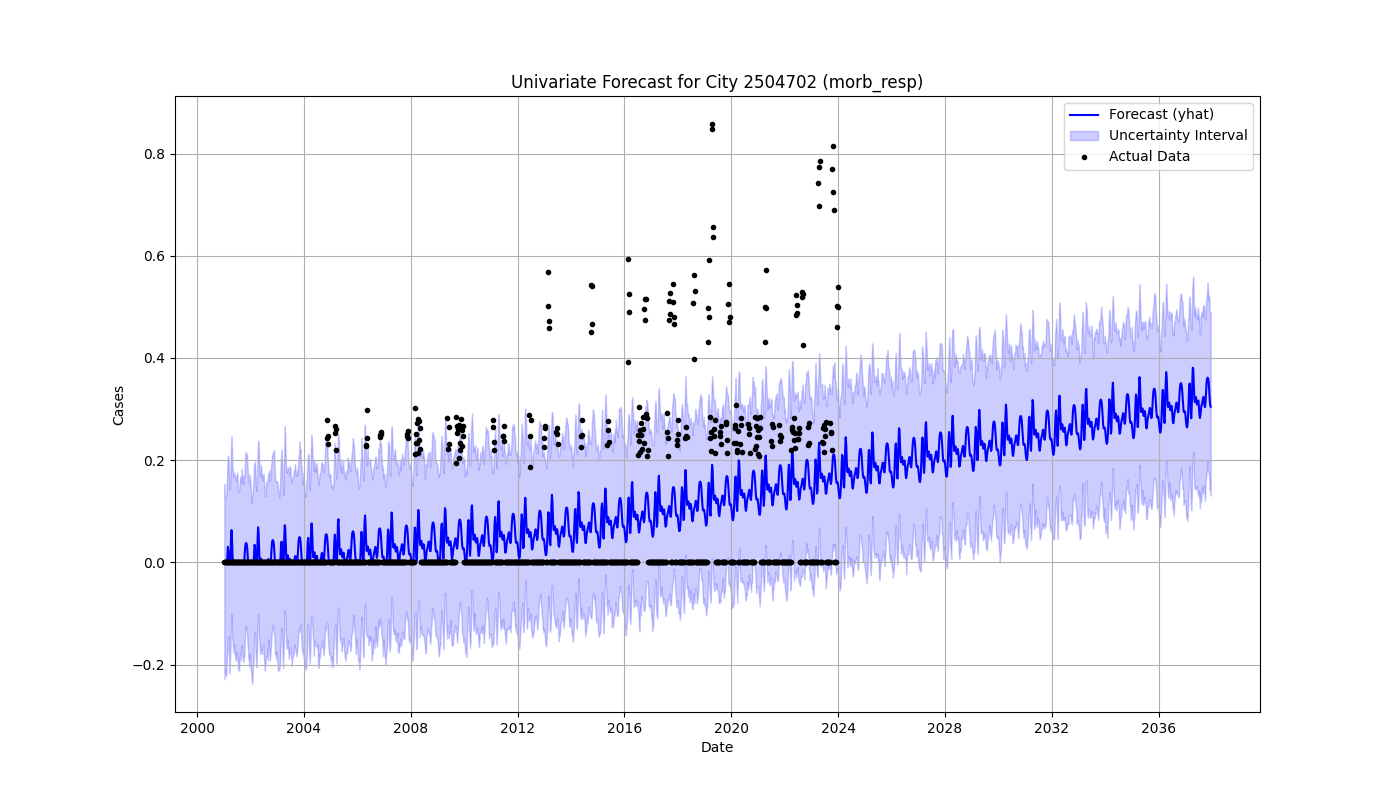 Univariate Forecast for City 2504702 (morb_resp)
Forecast (yhat)
Uncertainty Interval
Actual Data
Cases
0.8
0.6
0.4
0.2
0.0
−0.2
2000 2004 2008 2012 2016 2020 2024 2028 2032 2036
Date